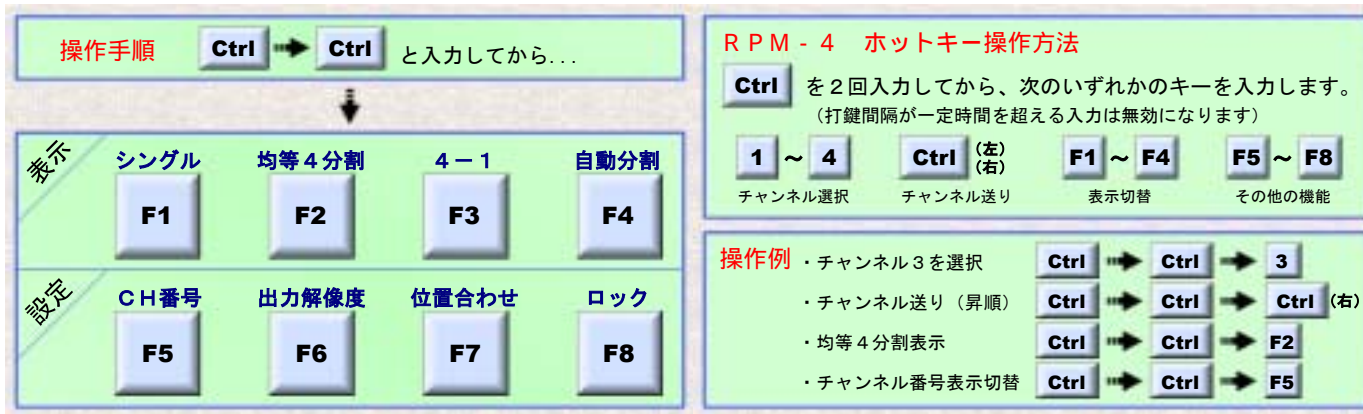 操作手順 Ctrl Ctrl と入力してから...
表示
シングル 均等4分割 4-1 自動分割
F1 F2 F3 F4
設定
CH番号 出力解像度 位置合わせ ロック
F5 F6 F7 F8
RPM-4 ホットキー操作方法
Ctrl を2回入力してから、次のいずれかのキーを入力します。
(打鍵間隔が一定時間を超える入力は無効になります)
1 ~ 4 Ctrl (左) (右) F1 ~ F4 F5 ~ F8
チャンネル選択 チャンネル送り 表示切替 その他の機能
操作例 ・チャンネル3を選択 Ctrl Ctrl 3
・チャンネル送り (昇順) Ctrl Ctrl Ctrl (右)
・均等4分割表示 Ctrl Ctrl F2
・チャンネル番号表示切替 Ctrl Ctrl F5